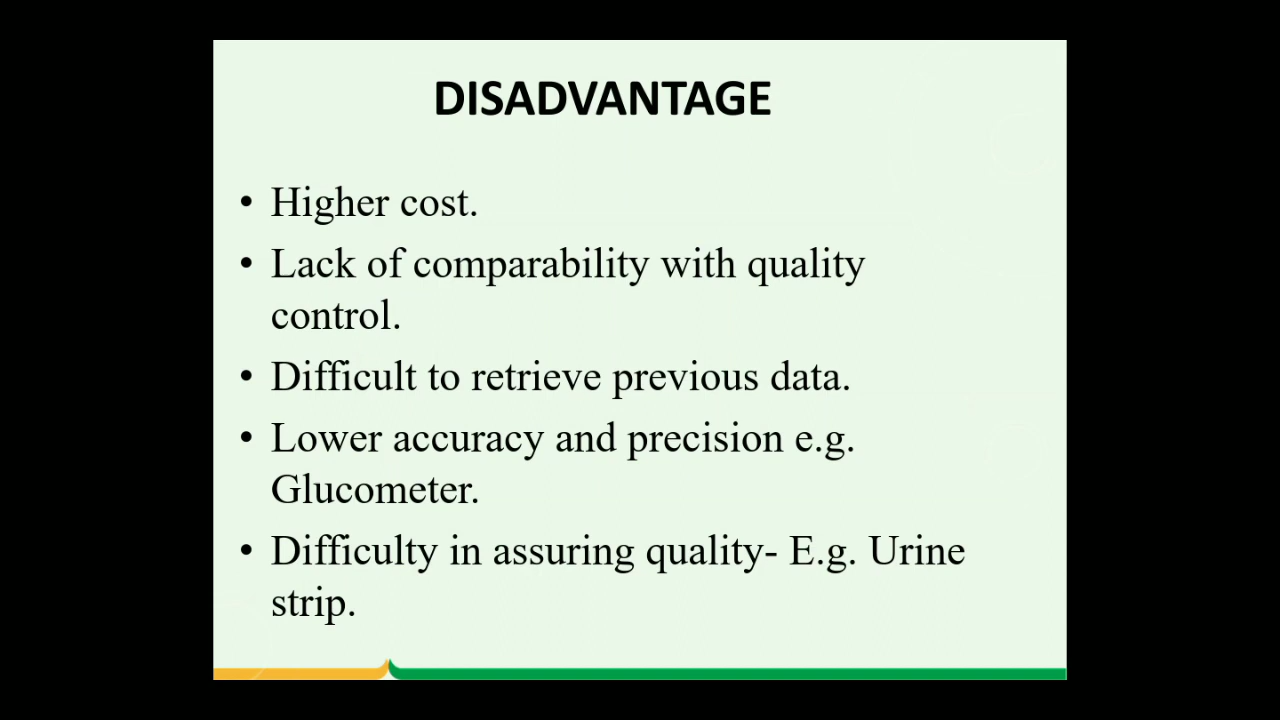 DISADVANTAGE
• Higher cost.
• Lack of comparability with quality
control.
• Difficult to retrieve previous data.
• Lower accuracy and precision e.g.
Glucometer.
• Difficulty in assuring quality- E.g. Urine
strip.